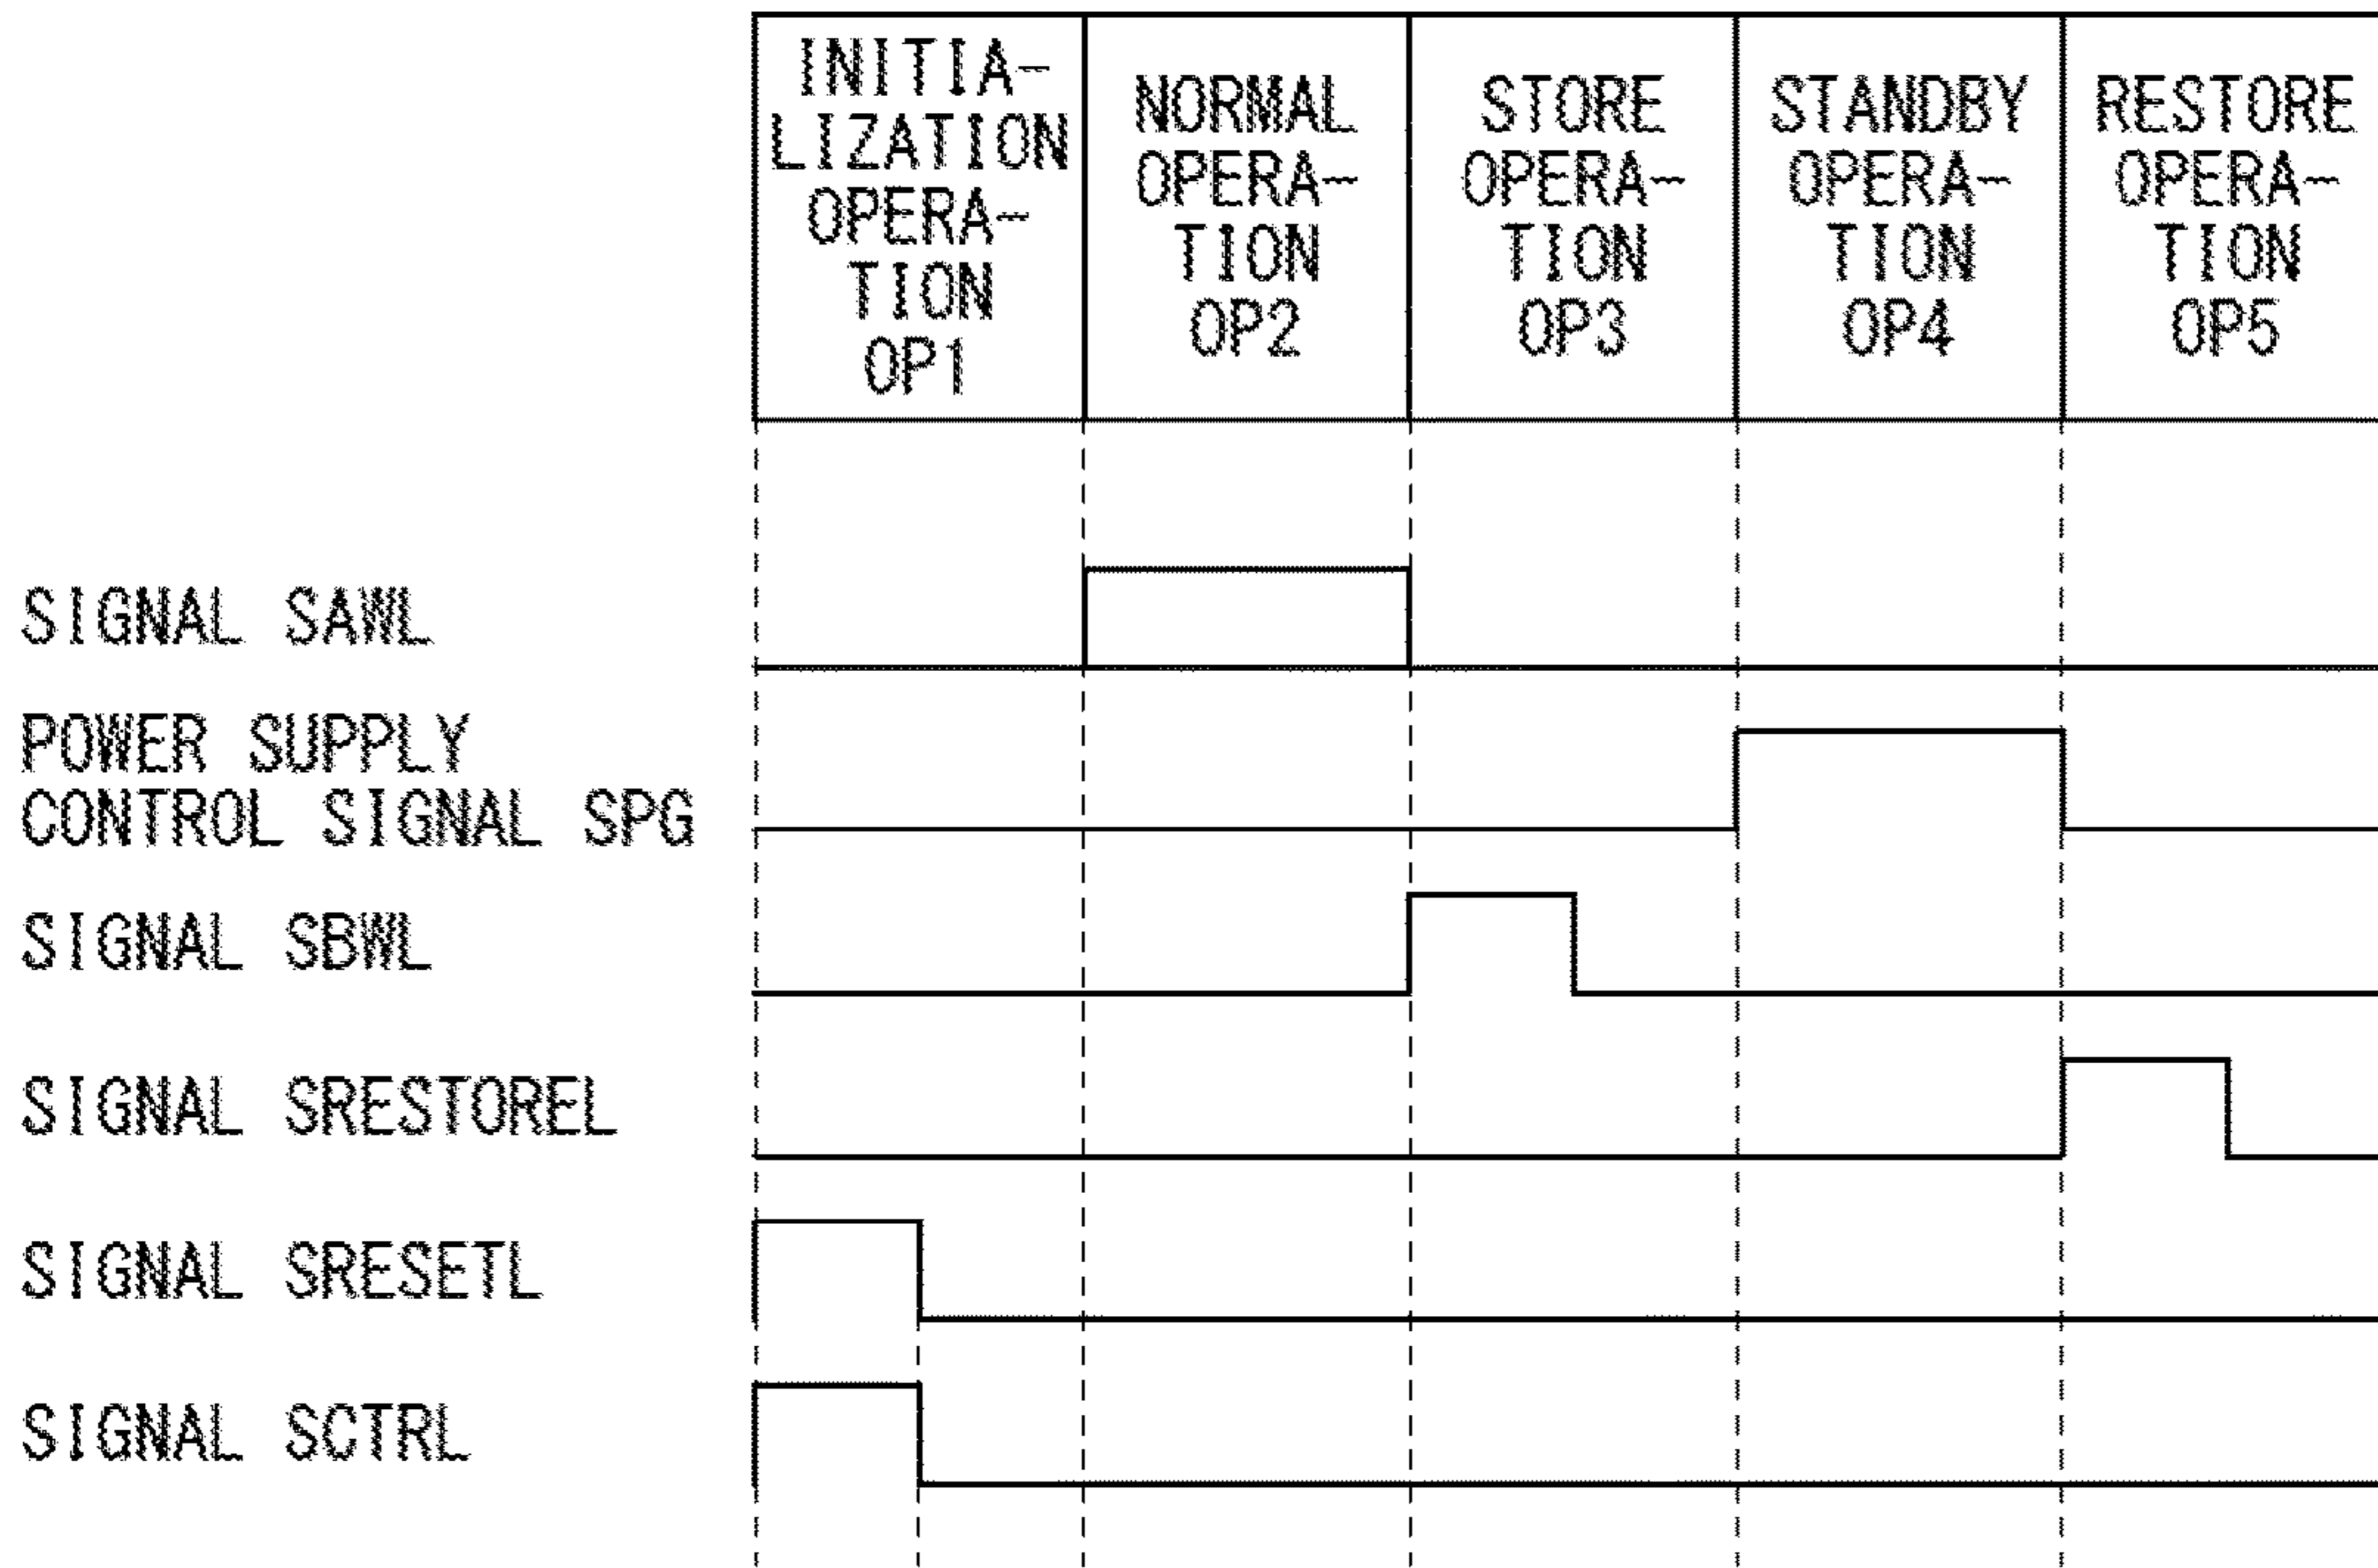 INITIA-
LIZATION
OPERA-
TION
OP1
NORMAL
OPERA-
TION
OP2
STORE
OPERA-
TION
OP3
STANDBY
OPERA-
TION
OP4
RESTORE
OPERA-
TION
OP5
SIGNAL SAWL
POWER SUPPLY
CONTROL SIGNAL SPG
SIGNAL SBWL
SIGNAL SRESTOREL
SIGNAL SRESETL
SIGNAL SCTRL